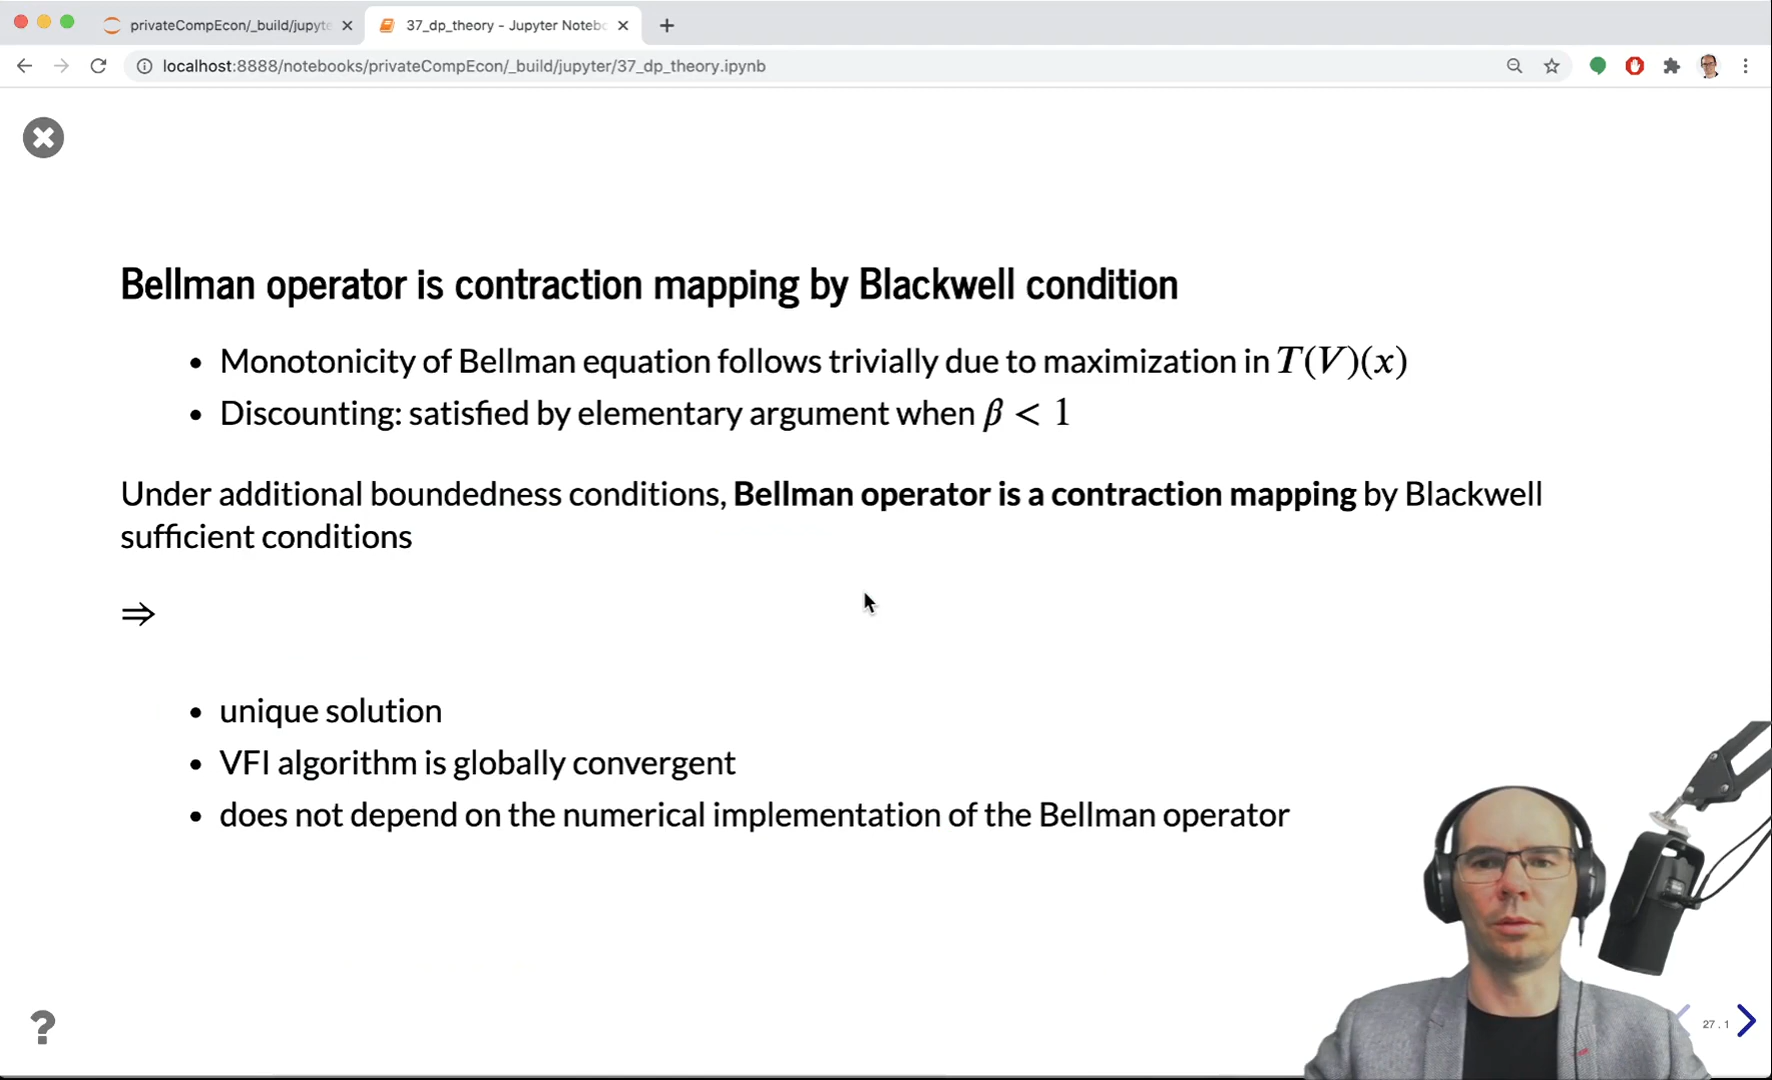 privateCompEcon/_build/jupyte
37_dp_theory - Jupyter Notebo
localhost:8888/notebooks/privateCompEcon/_build/jupyter/37_dp_theory.ipynb
Bellman operator is contraction mapping by Blackwell condition
• Monotonicity of Bellman equation follows trivially due to maximization in T(V)(x)
• Discounting: satisfied by elementary argument when β < 1
Under additional boundedness conditions, Bellman operator is a contraction mapping by Blackwell
sufficient conditions
⇒
• unique solution
• VFI algorithm is globally convergent
• does not depend on the numerical implementation of the Bellman operator
?
27 . 1